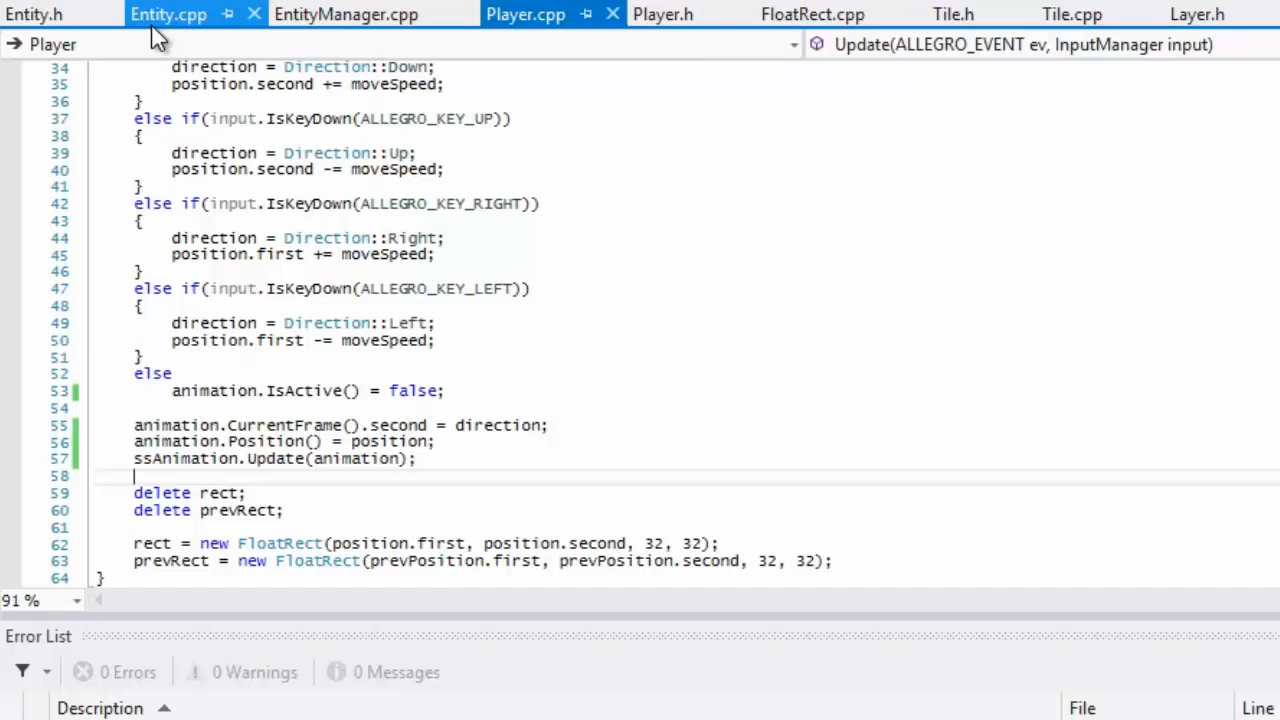 Entity.h Entity.cpp EntityManager.cpp Player.cpp Player.h FloatRect.cpp Tile.h Tile.cpp Layer.h
Player Update(ALLEGRO_EVENT ev, InputManager input)
34 direction = Direction::Down;
35 position.second += moveSpeed;
36 }
37 else if(input.IsKeyDown(ALLEGRO_KEY_UP))
38 {
39 direction = Direction::Up;
40 position.second -= moveSpeed;
41 }
42 else if(input.IsKeyDown(ALLEGRO_KEY_RIGHT))
43 {
44 direction = Direction::Right;
45 position.first += moveSpeed;
46 }
47 else if(input.IsKeyDown(ALLEGRO_KEY_LEFT))
48 {
49 direction = Direction::Left;
50 position.first -= moveSpeed;
51 }
52 else
53 animation.IsActive() = false;
54
55 animation.CurrentFrame().second = direction;
56 animation.Position() = position;
57 ssAnimation.Update(animation);
58
59 delete rect;
60 delete prevRect;
61
62 rect = new FloatRect(position.first, position.second, 32, 32);
63 prevRect = new FloatRect(prevPosition.first, prevPosition.second, 32, 32);
64 }
91 %
Error List
0 Errors 0 Warnings 0 Messages
Description File Line